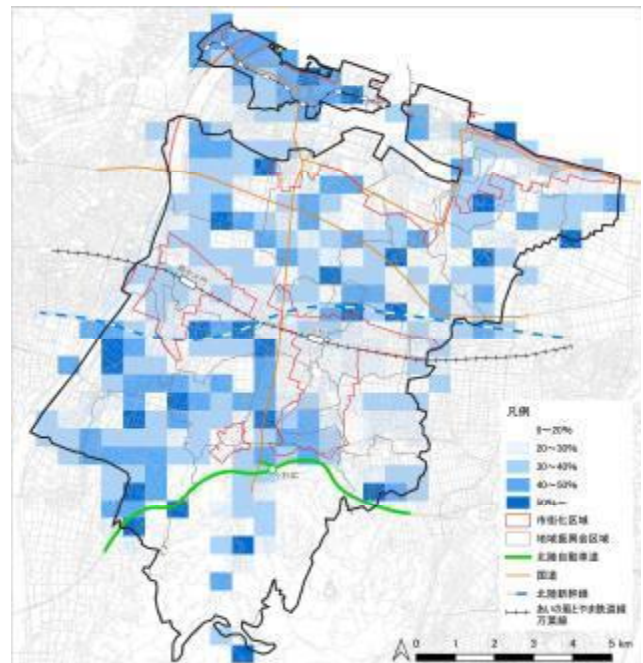 凡例
0～20%
20～30%
30～40%
40～50%
50%～
市街化区域
地域振興会区域
北陸自動車道
国道
北陸新幹線
あいの風とやま鉄道線
万葉線
0 1 2 3 4 5 km